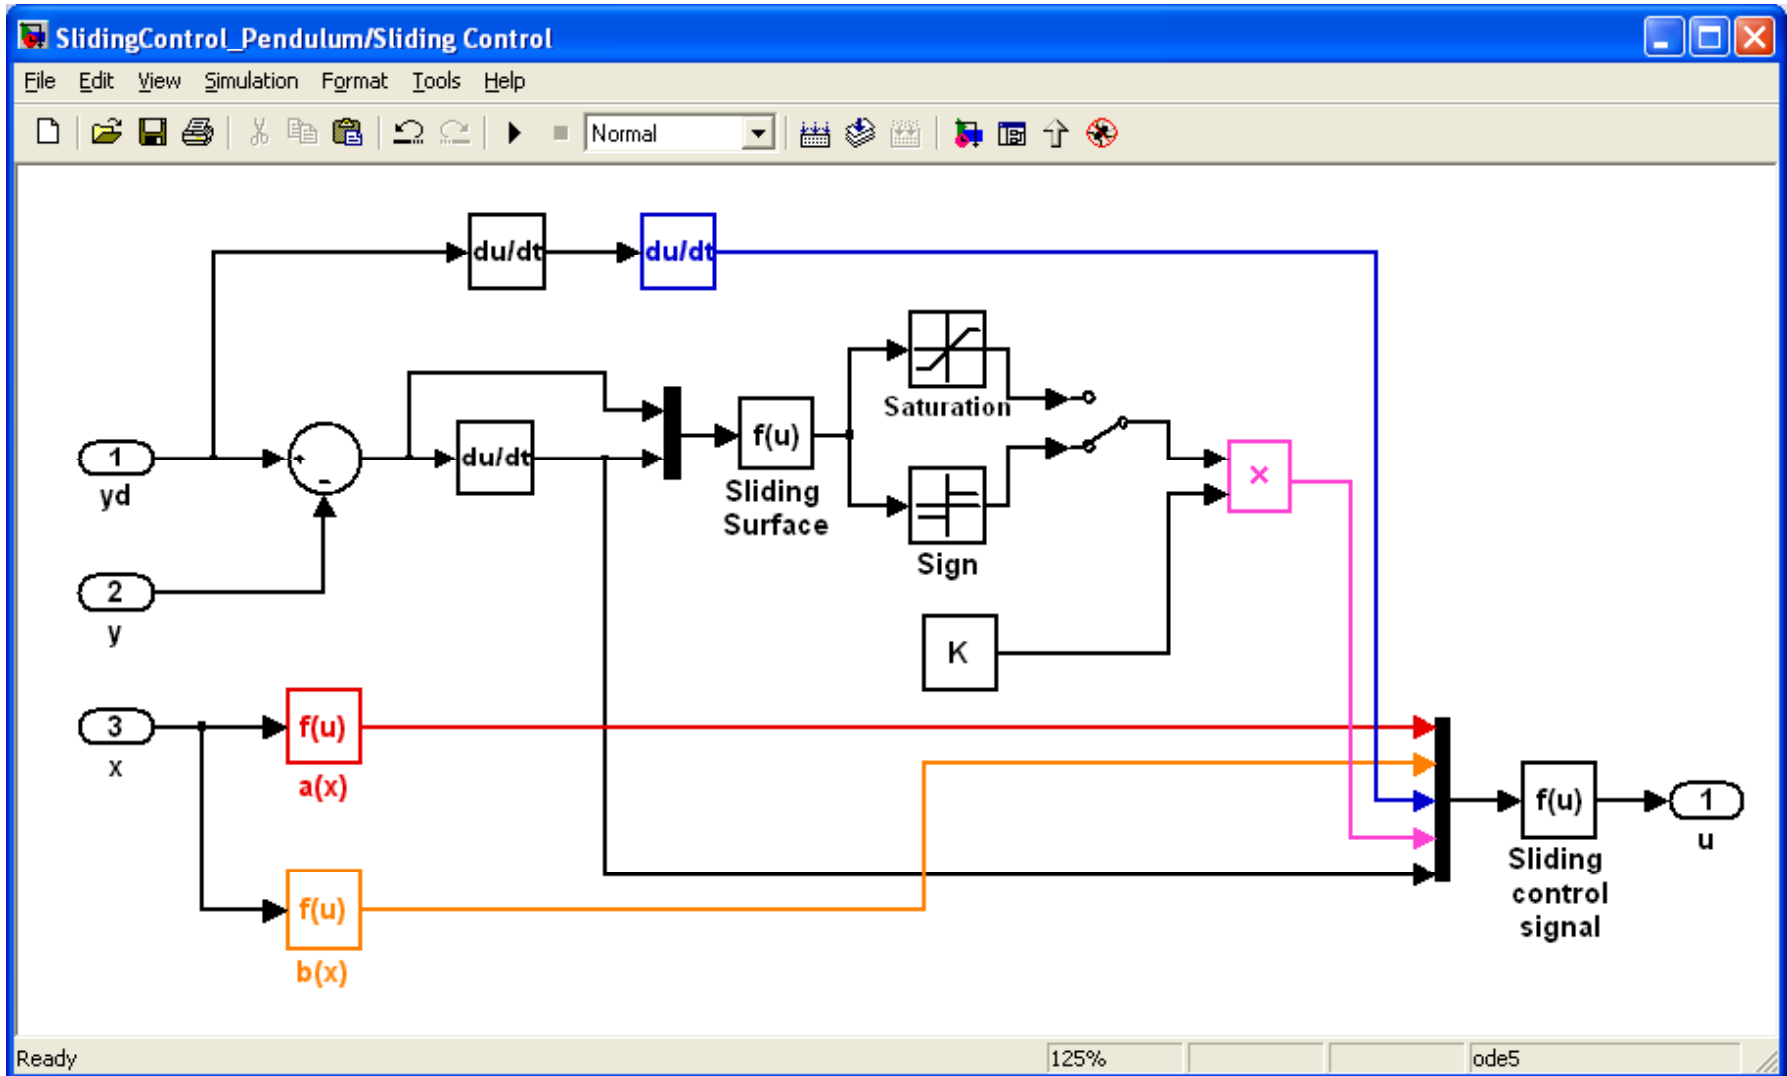 SlidingControl_Pendulum/Sliding Control
File Edit View Simulation Format Tools Help
Normal
du/dt du/dt
Saturation
1
yd
+
-
du/dt
f(u)
Sliding
Surface
×
Sign
2
y
K
3
x
f(u)
a(x)
f(u)
b(x)
f(u)
Sliding
control
signal
1
u
Ready 125% ode5